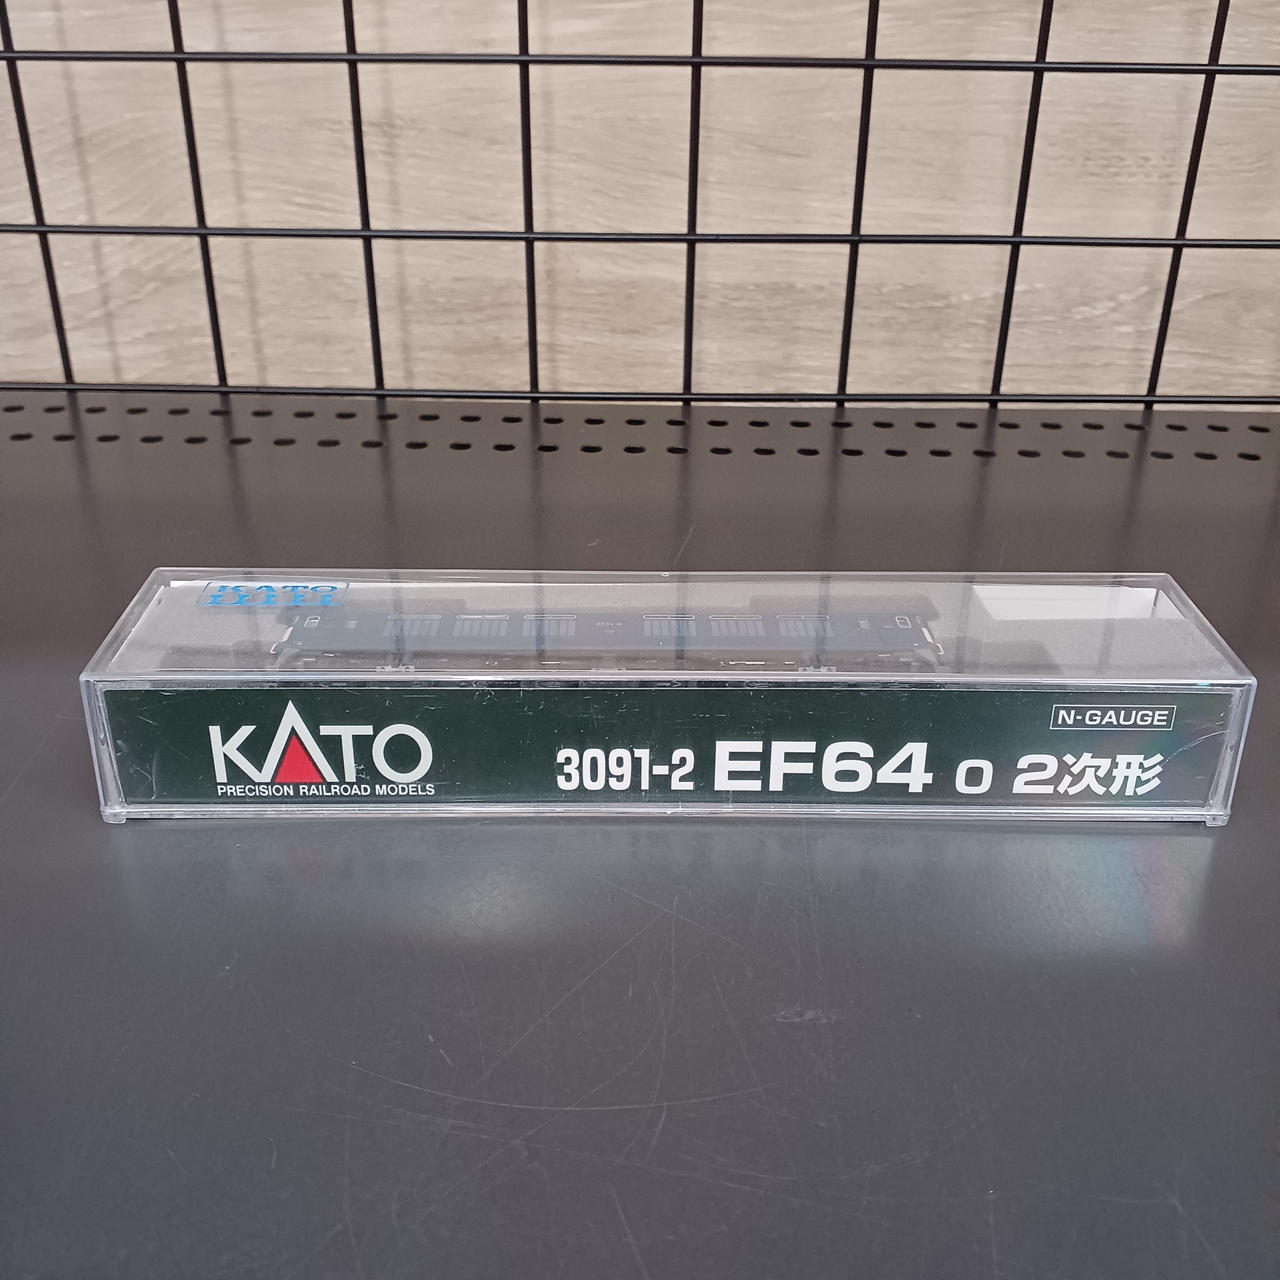 KATO
N-GAUGE
KATO
PRECISION RAILROAD MODELS
3091-2 EF64 0 2次形